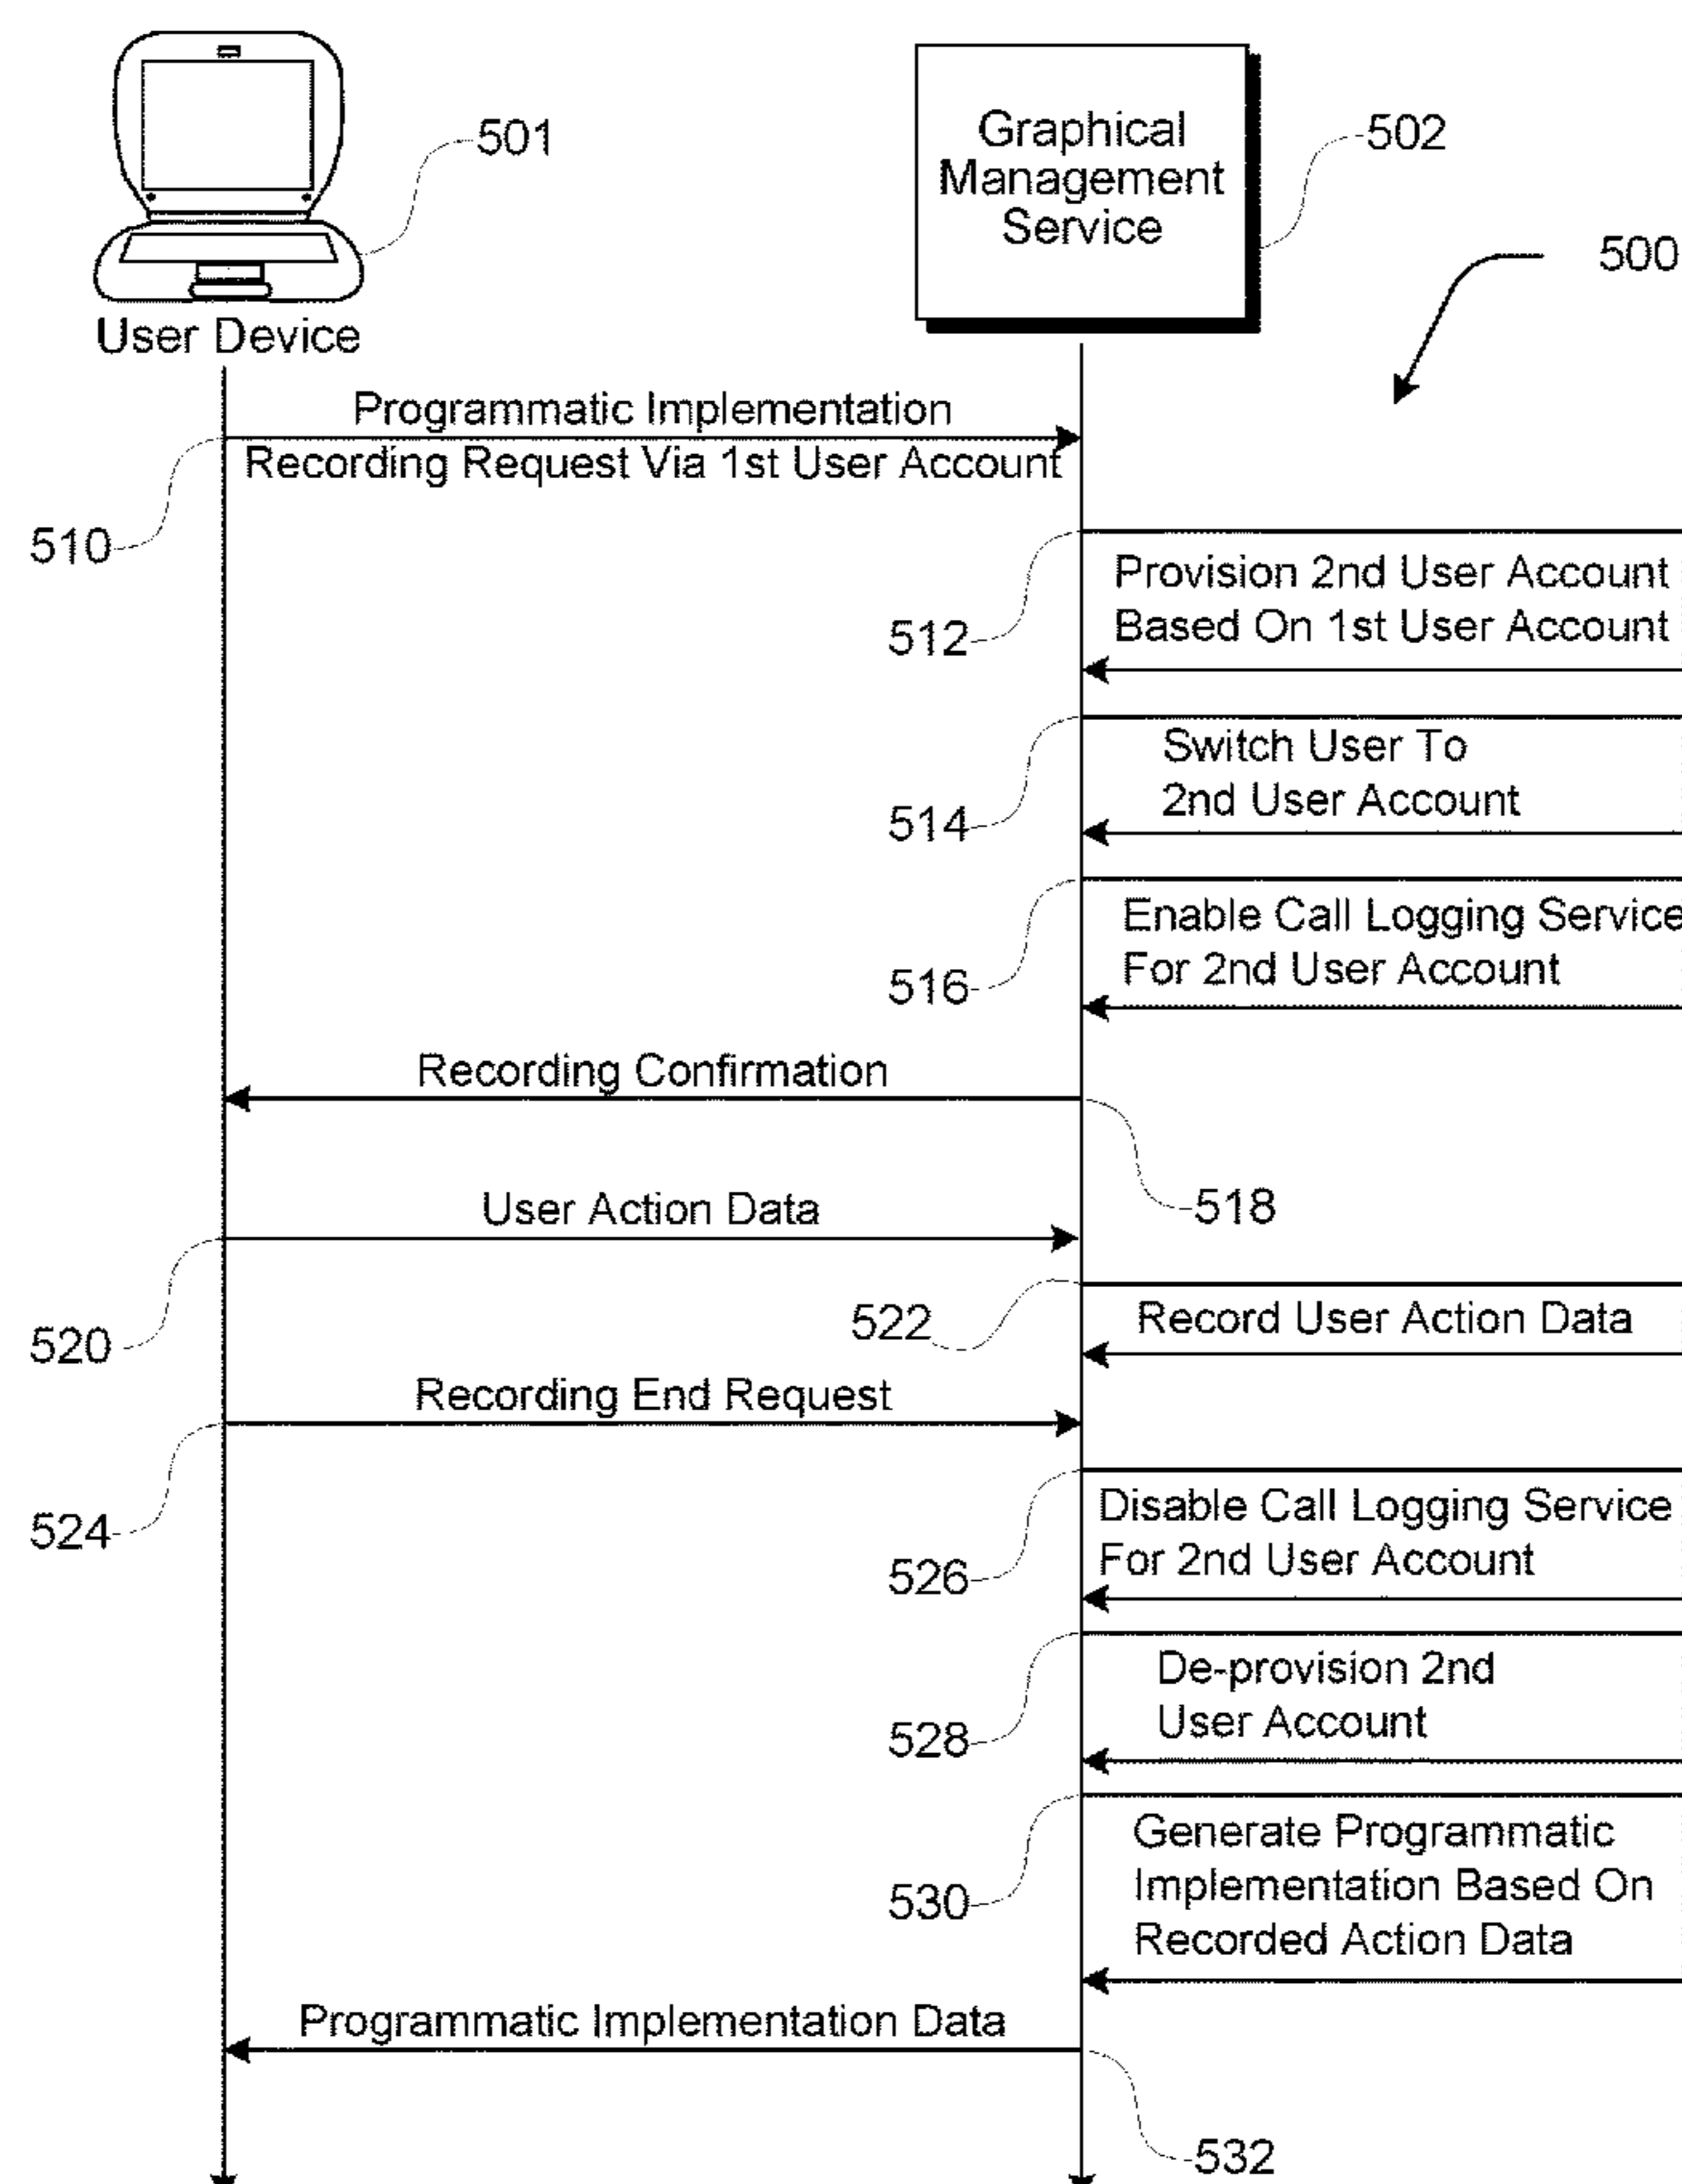 501
Graphical
Management
Service
502
500
User Device
Programmatic Implementation
Recording Request Via 1st User Account
510
Provision 2nd User Account
Based On 1st User Account
512
Switch User To
2nd User Account
514
Enable Call Logging Service
For 2nd User Account
516
Recording Confirmation
518
User Action Data
520
522
Record User Action Data
Recording End Request
524
Disable Call Logging Service
For 2nd User Account
526
De-provision 2nd
User Account
528
Generate Programmatic
Implementation Based On
Recorded Action Data
530
Programmatic Implementation Data
532